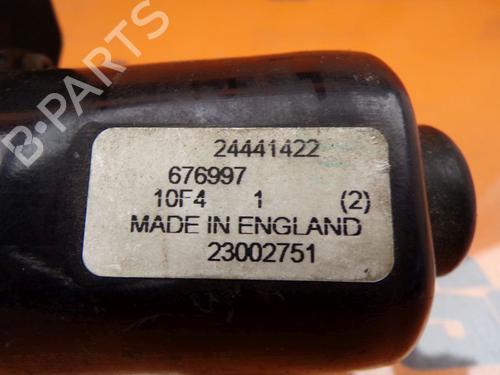 B-PARTS
24441422
676997
10F4 1 (2)
MADE IN ENGLAND
23002751